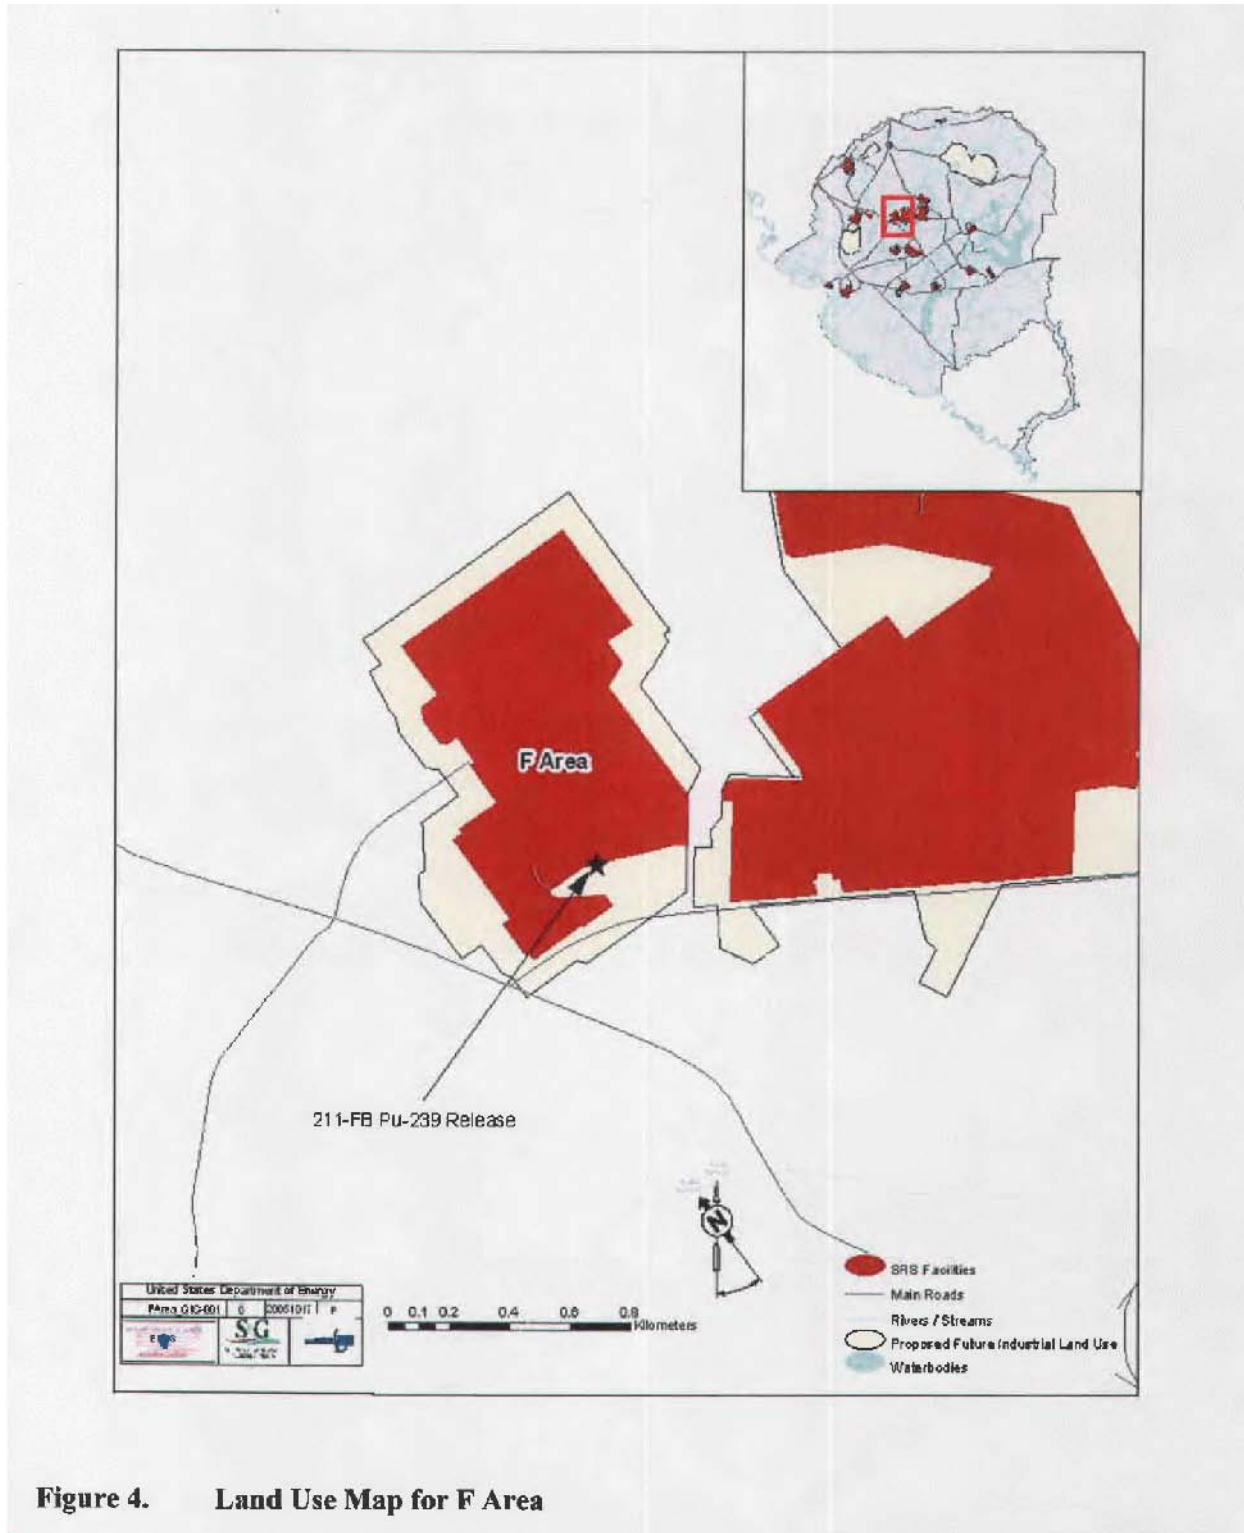 F Area
211-FB Pu-239 Release
SRS Facilities
Main Roads
Rivers / Streams
Proposed Future Industrial Land Use
Waterbodies
N
United States Department of Energy
0 0.1 0.2 0.4 0.6 0.8
Kilometers
SG
Figure 4. Land Use Map for F Area